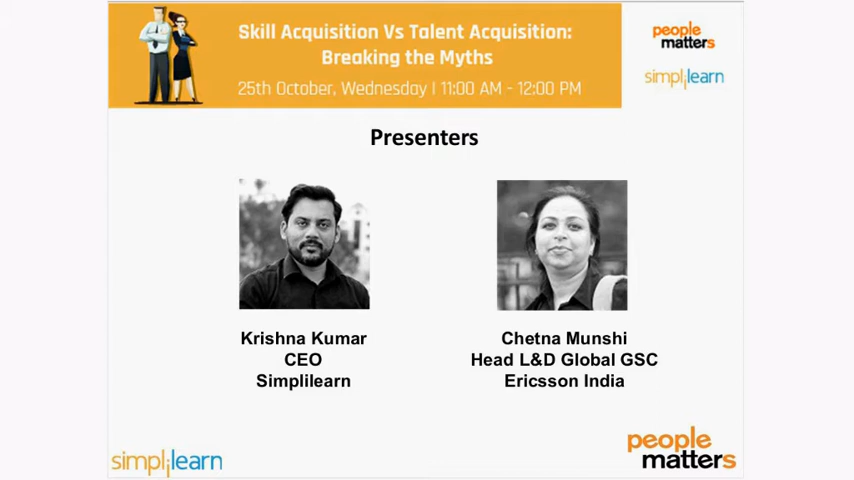 Skill Acquisition Vs Talent Acquisition:
Breaking the Myths
25th October, Wednesday | 11:00 AM - 12:00 PM
people
matters
simplilearn
Presenters
Krishna Kumar
CEO
Simplilearn
Chetna Munshi
Head L&D Global GSC
Ericsson India
simplilearn
people
matters